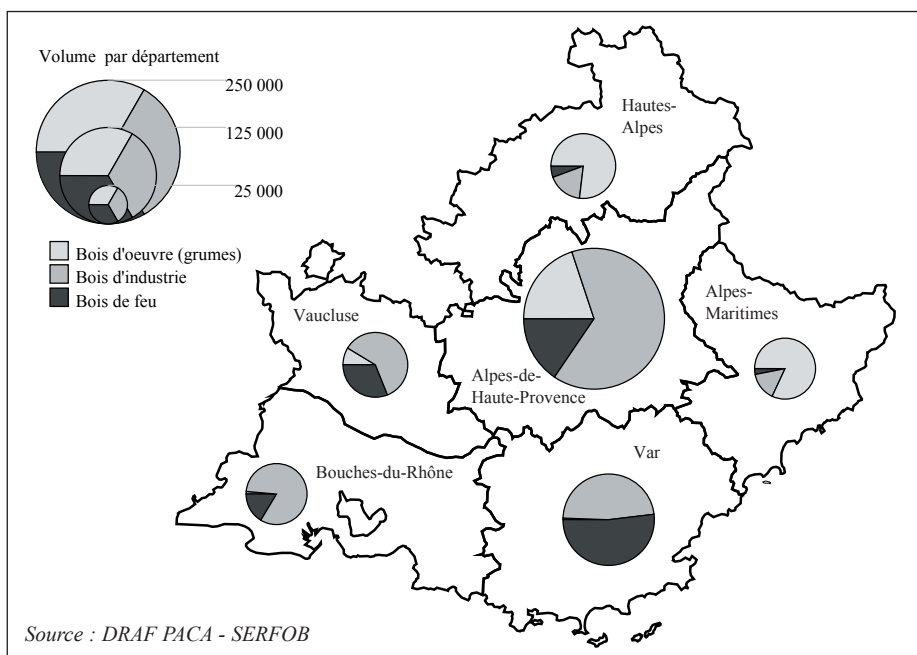 Volume par département
250 000
125 000
25 000
Bois d'oeuvre (grumes)
Bois d'industrie
Bois de feu
Hautes-
Alpes
Alpes-
Maritimes
Vaucluse
Alpes-de-
Haute-Provence
Var
Bouches-du-Rhône
Source : DRAF PACA - SERFOB